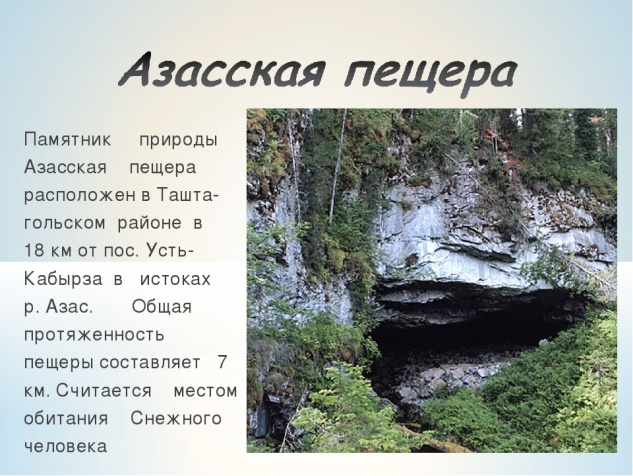 Азасская пещера
Памятник природы
Азасская пещера
расположен в Ташта-
гольском районе в
18 км от пос. Усть-
Кабырза в истоках
р. Азас. Общая
протяженность
пещеры составляет 7
км. Считается местом
обитания Снежного
человека